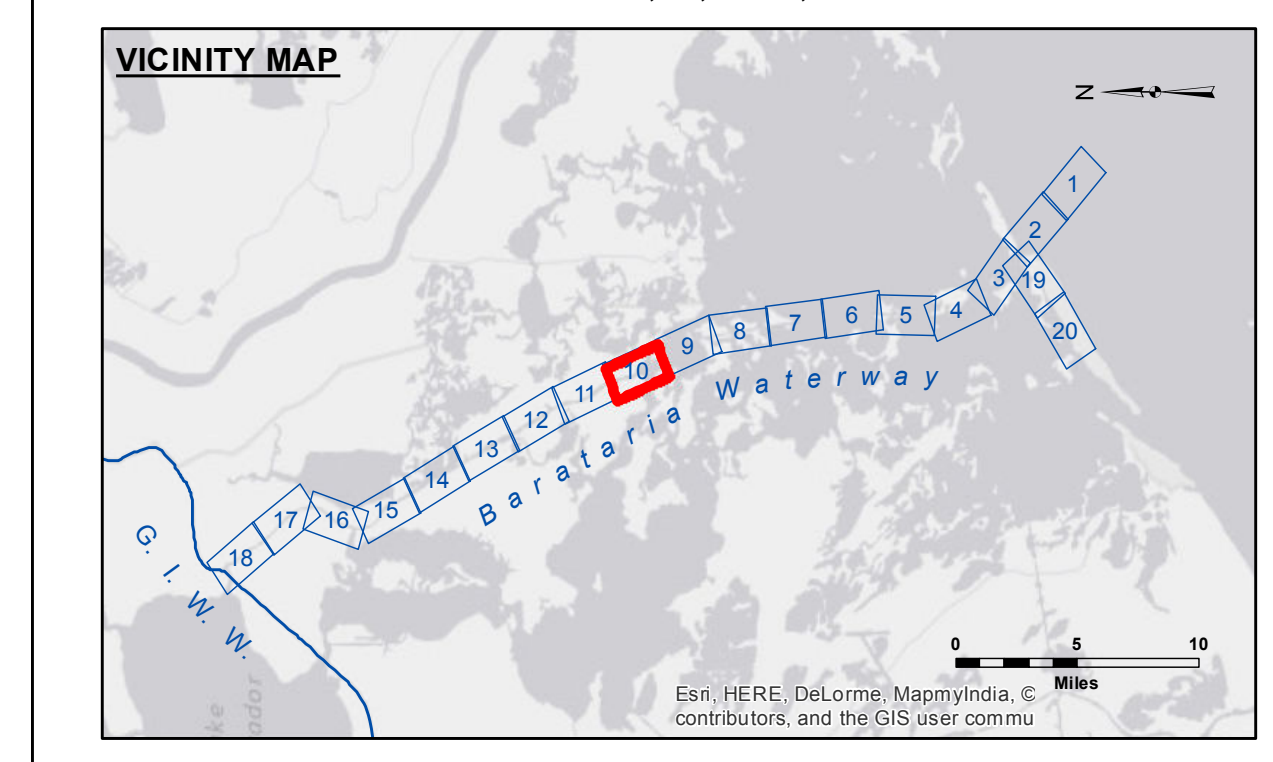 VICINITY MAP
N
1
2
3
19
20
4
5
6
7
8
9
10
11
12
13
14
15
16
17
18
Barataria Waterway
G. I. W. W.
0 5 10
Miles
Esri, HERE, DeLorme, MapmyIndia, ©
contributors, and the GIS user commu
ke
ador